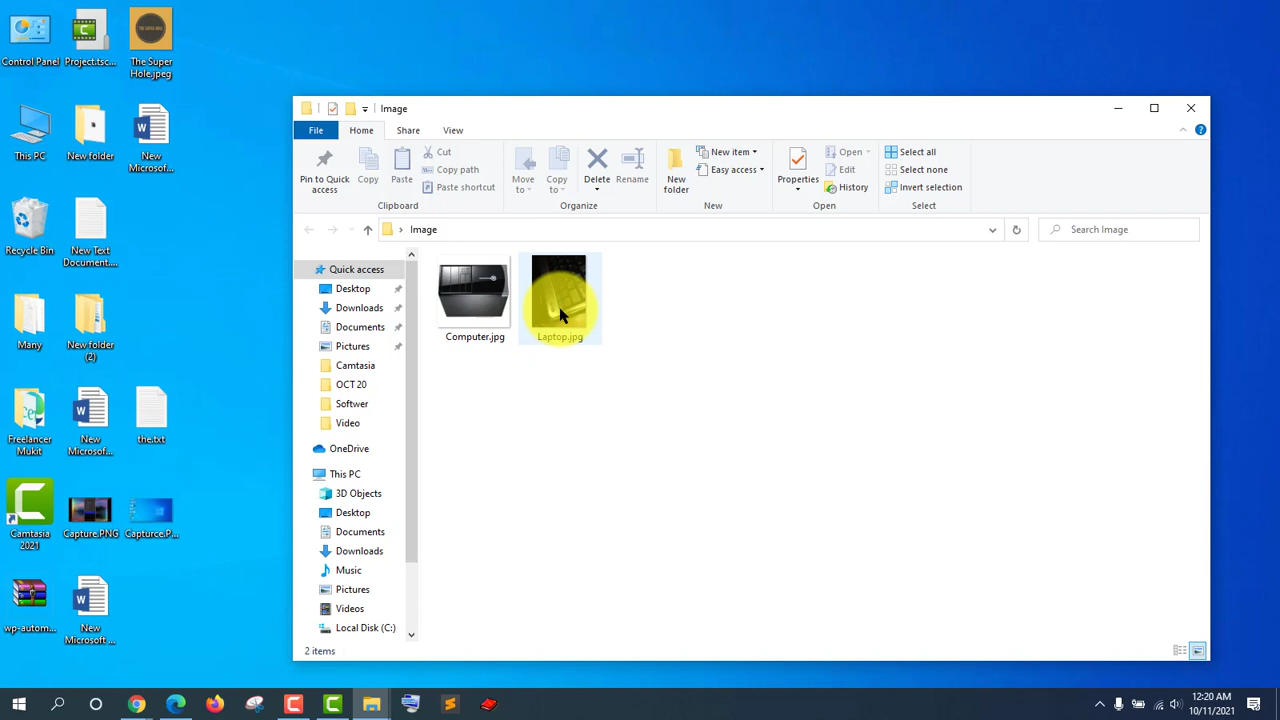 Control Panel
Project.tsc...
THE SUPER HOLE
The Super
Hole.jpeg
This PC
New folder
New
Microsof...
Recycle Bin
New Text
Document....
Many
New folder
(2)
Freelancer
Mukit
New
Microsof...
the.txt
Camtasia
2021
Capture.PNG
Capturce.P...
wp-autom...
New
Microsoft ...
Image
File Home Share View
Pin to Quick
access
Copy
Paste
Cut
Copy path
Paste shortcut
Clipboard
Move
to
Copy
to
Delete
Rename
Organize
New
folder
New item
Easy access
New
Properties
Open
Edit
History
Open
Select all
Select none
Invert selection
Select
Image
Search Image
Quick access
Desktop
Downloads
Documents
Pictures
Camtasia
OCT 20
Softwer
Video
OneDrive
This PC
3D Objects
Desktop
Documents
Downloads
Music
Pictures
Videos
Local Disk (C:)
Computer.jpg
Laptop.jpg
2 items
12:20 AM
10/11/2021